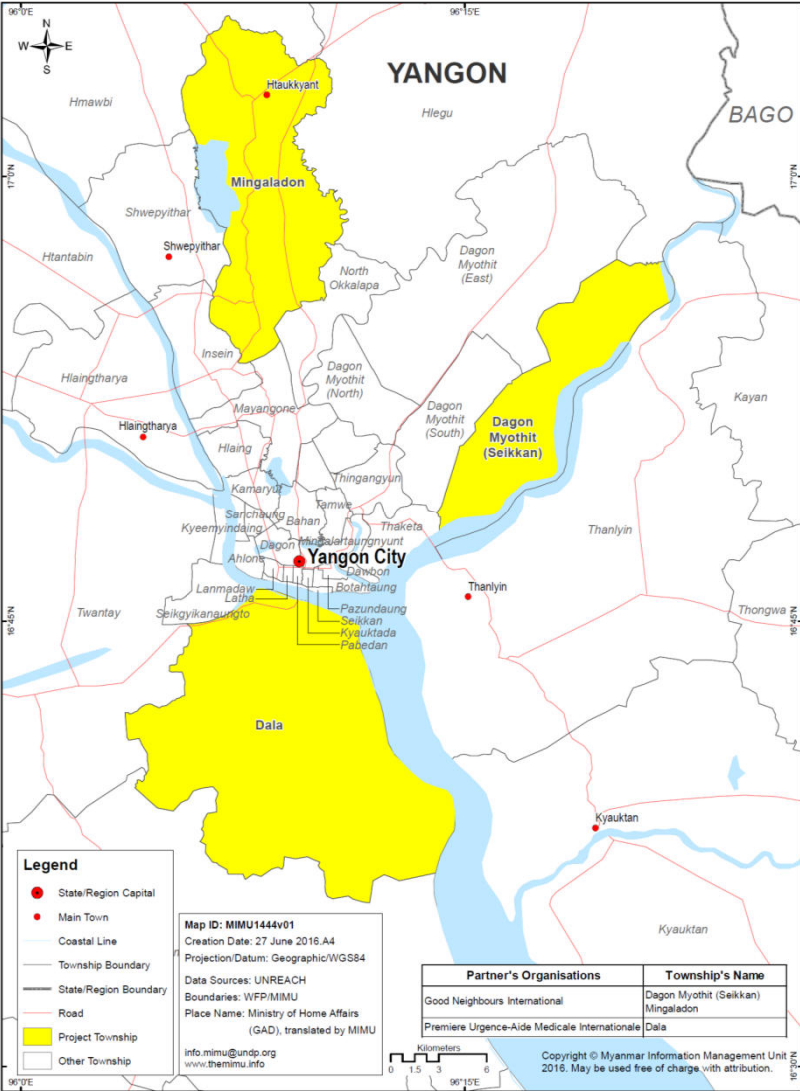 96°0'E
96°15'E
N
W E
S
YANGON
Htaukkyant
Hmawbi
Hlegu
BAGO
17°0'N
17°0'N
Mingaladon
Shwepyithar
Shwepyithar
Htantabin
Dagon
Myothit
(East)
North
Okkalapa
Insein
Dagon
Myothit
(North)
Hlaingtharya
Kayan
Mayangone
Dagon
Myothit
(South)
Dagon
Myothit
(Seikkan)
Hlaingtharya
Hlaing
Thingangyun
Kamaryut
Tamwe
Sanchaung
Bahan
Kyeemyindaing
Thaketa
Thanlyin
Dagon
Mingalartaungnyunt
Ahlone
Yangon City
Dawbon
Lanmadaw
Botahtaung
Thanlyin
Latha
Twantay
Seikgyikanaungto
Pazundaung
Thongwa
Seikkan
Kyauktada
Pabedan
16°45'N
16°45'N
Dala
Kyauktan
Kyauktan
Legend
State/Region Capital
Main Town
Coastal Line
Township Boundary
State/Region Boundary
Road
Project Township
Other Township
Map ID: MIMU1444v01
Creation Date: 27 June 2016.A4
Projection/Datum: Geographic/WGS84
Data Sources: UNREACH
Boundaries: WFP/MIMU
Place Name: Ministry of Home Affairs
(GAD), translated by MIMU
info.mimu@undp.org
www.themimu.info
Partner's Organisations Township's Name
Good Neighbours International Dagon Myothit (Seikkan)
Mingaladon
Premiere Urgence-Aide Medicale Internationale Dala
Kilometers
0 1.5 3 6
Copyright © Myanmar Information Management Unit
2016. May be used free of charge with attribution.
16°30'N
96°0'E
96°15'E